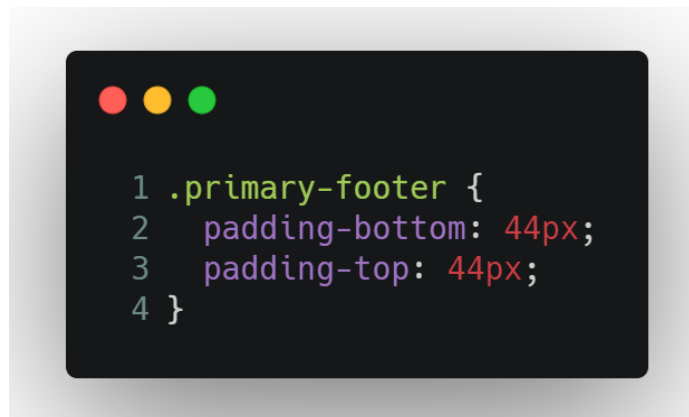 1 .primary-footer {
2   padding-bottom: 44px;
3   padding-top: 44px;
4 }